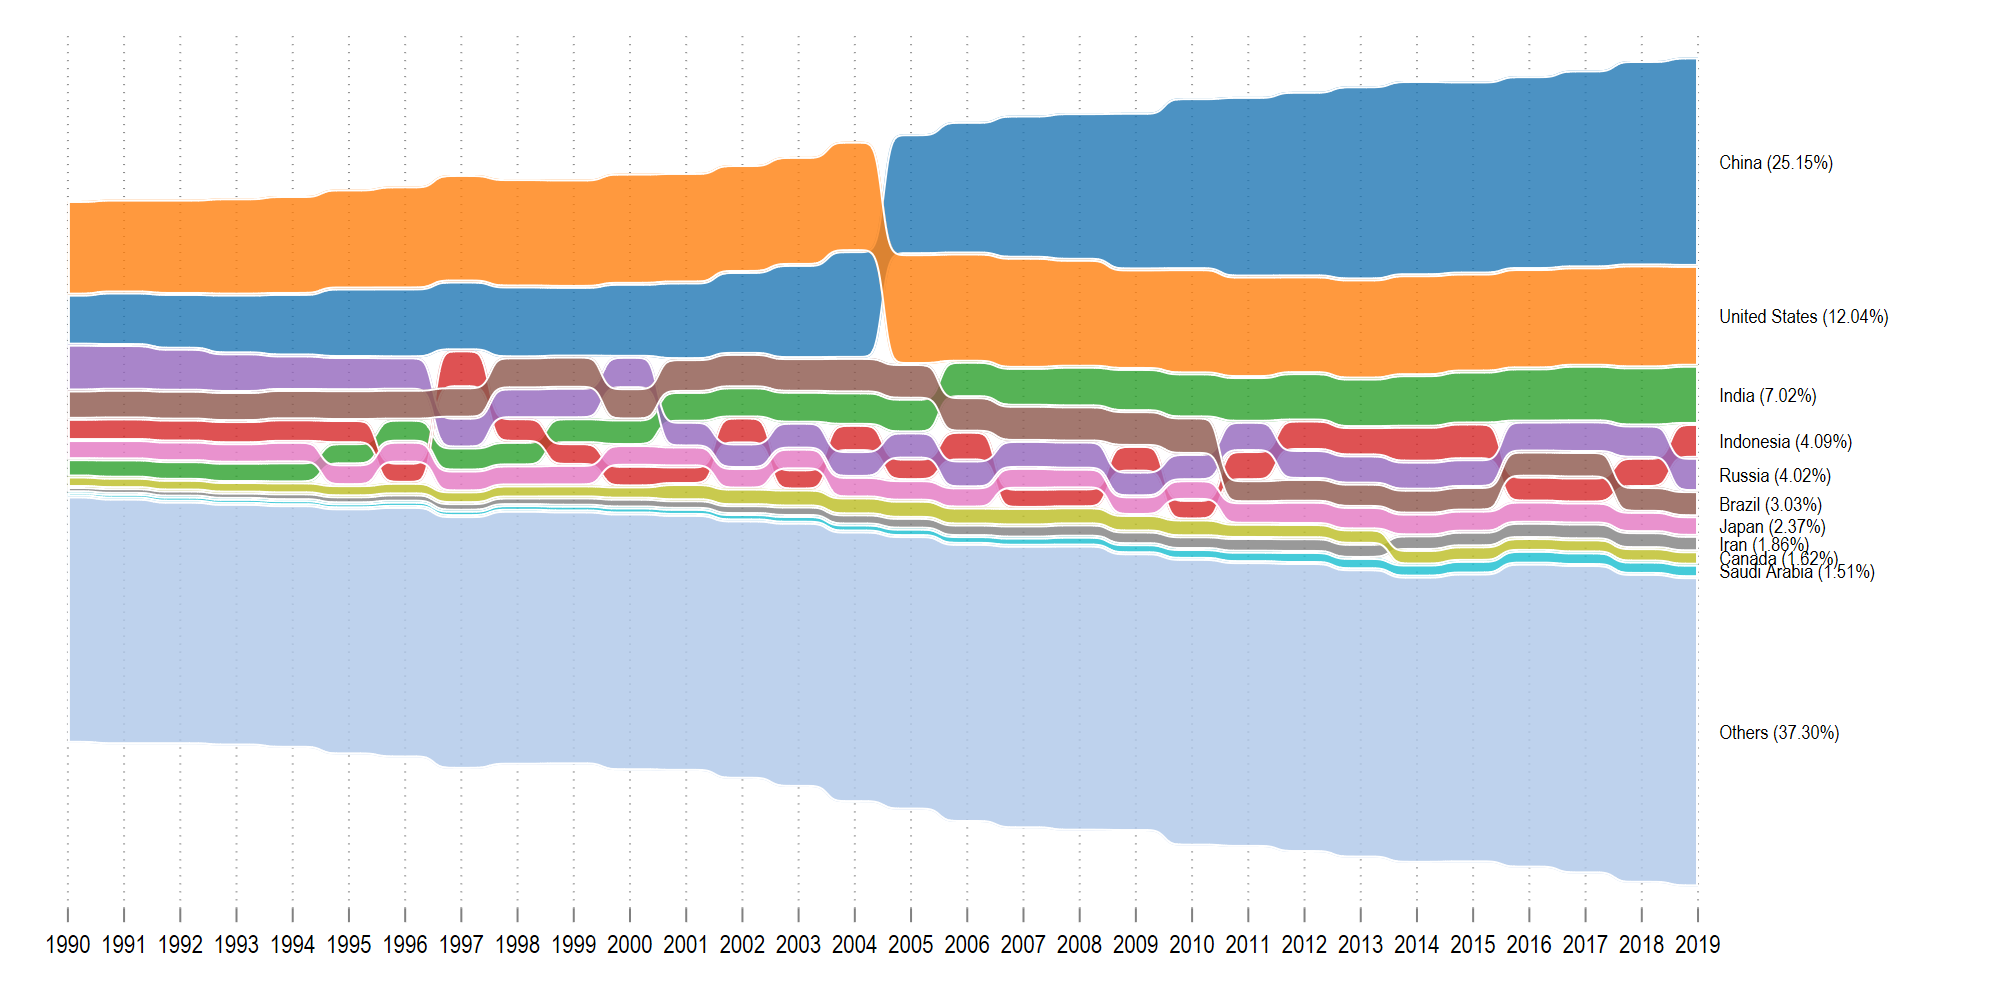 China (25.15%)
United States (12.04%)
India (7.02%)
Indonesia (4.09%)
Russia (4.02%)
Brazil (3.03%)
Japan (2.37%)
Iran (1.86%)
Canada (1.62%)
Saudi Arabia (1.51%)
Others (37.30%)
1990 1991 1992 1993 1994 1995 1996 1997 1998 1999 2000 2001 2002 2003 2004 2005 2006 2007 2008 2009 2010 2011 2012 2013 2014 2015 2016 2017 2018 2019